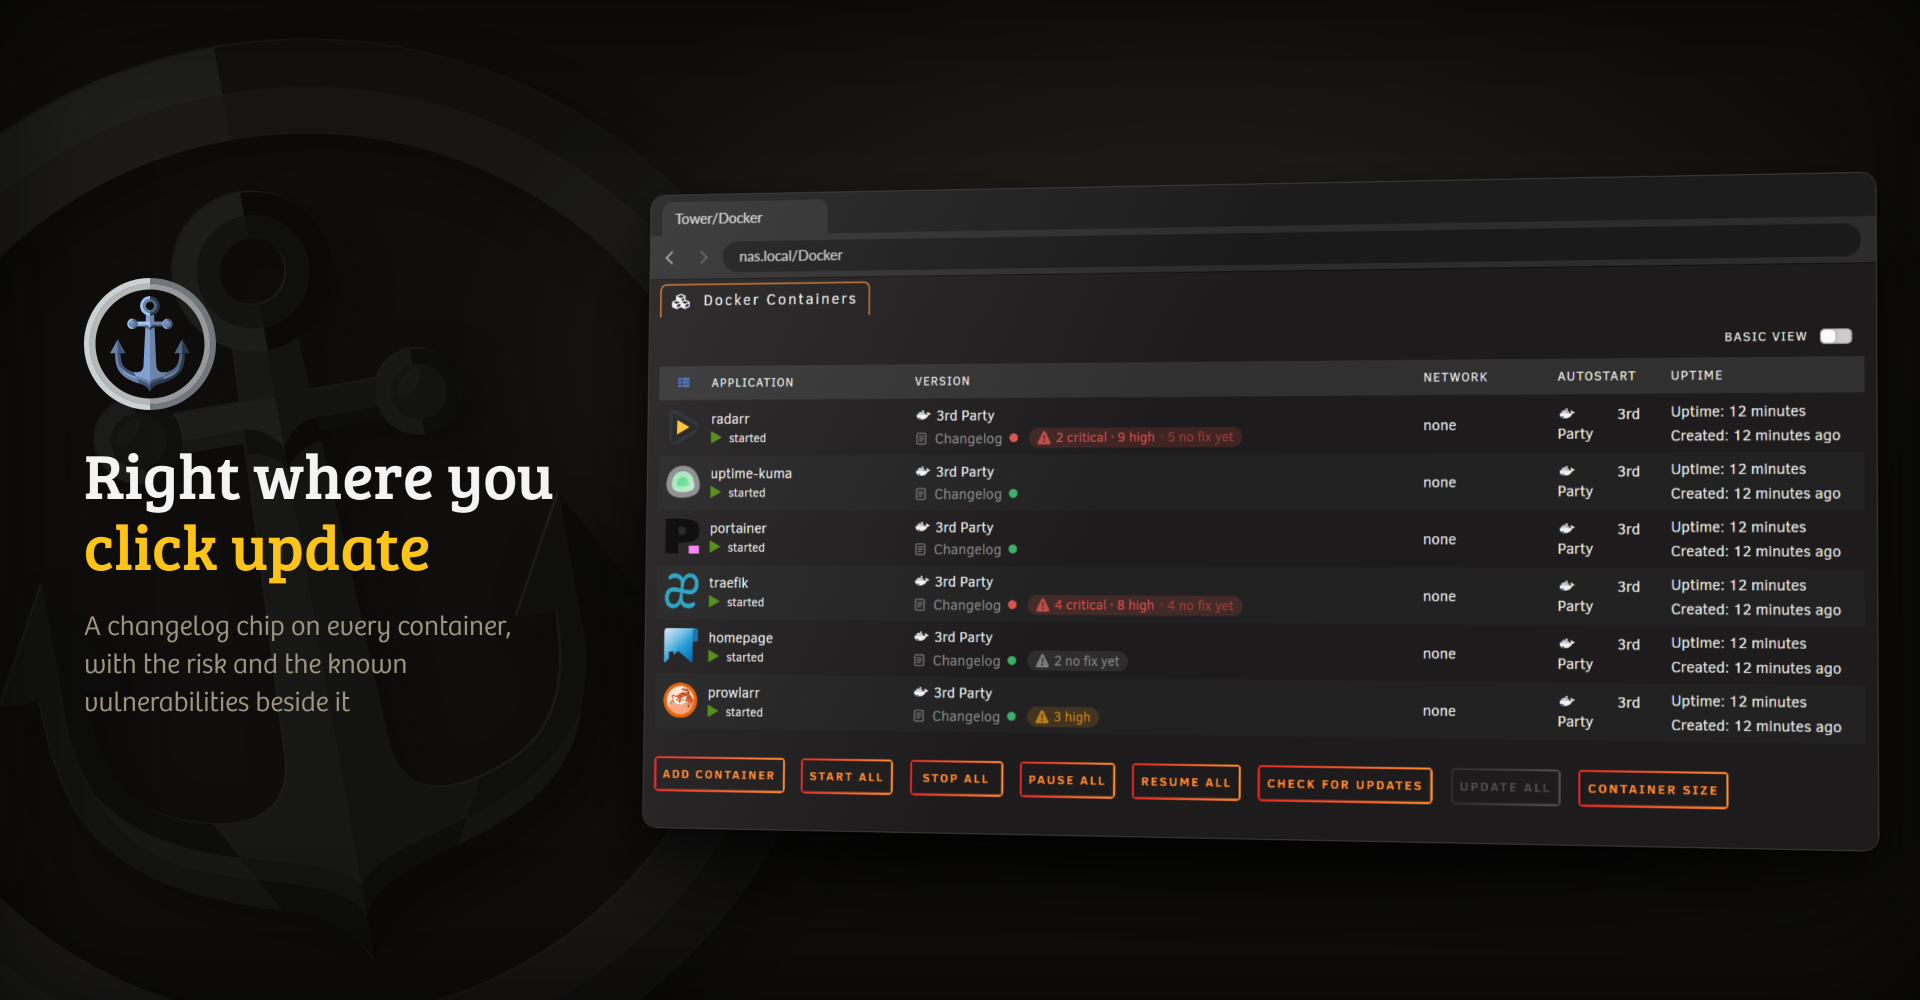 Right where you
click update
A changelog chip on every container,
with the risk and the known
vulnerabilities beside it
Tower/Docker
nas.local/Docker
Docker Containers
BASIC VIEW
APPLICATION VERSION NETWORK AUTOSTART UPTIME
radarr
started
3rd Party
Changelog 2 critical · 9 high · 5 no fix yet
none
3rd
Party
Uptime: 12 minutes
Created: 12 minutes ago
uptime-kuma
started
3rd Party
Changelog
none
3rd
Party
Uptime: 12 minutes
Created: 12 minutes ago
portainer
started
3rd Party
Changelog
none
3rd
Party
Uptime: 12 minutes
Created: 12 minutes ago
traefik
started
3rd Party
Changelog 4 critical · 8 high · 4 no fix yet
none
3rd
Party
Uptime: 12 minutes
Created: 12 minutes ago
homepage
started
3rd Party
Changelog 2 no fix yet
none
3rd
Party
Uptime: 12 minutes
Created: 12 minutes ago
prowlarr
started
3rd Party
Changelog 3 high
none
3rd
Party
Uptime: 12 minutes
Created: 12 minutes ago
ADD CONTAINER START ALL STOP ALL PAUSE ALL RESUME ALL CHECK FOR UPDATES UPDATE ALL CONTAINER SIZE